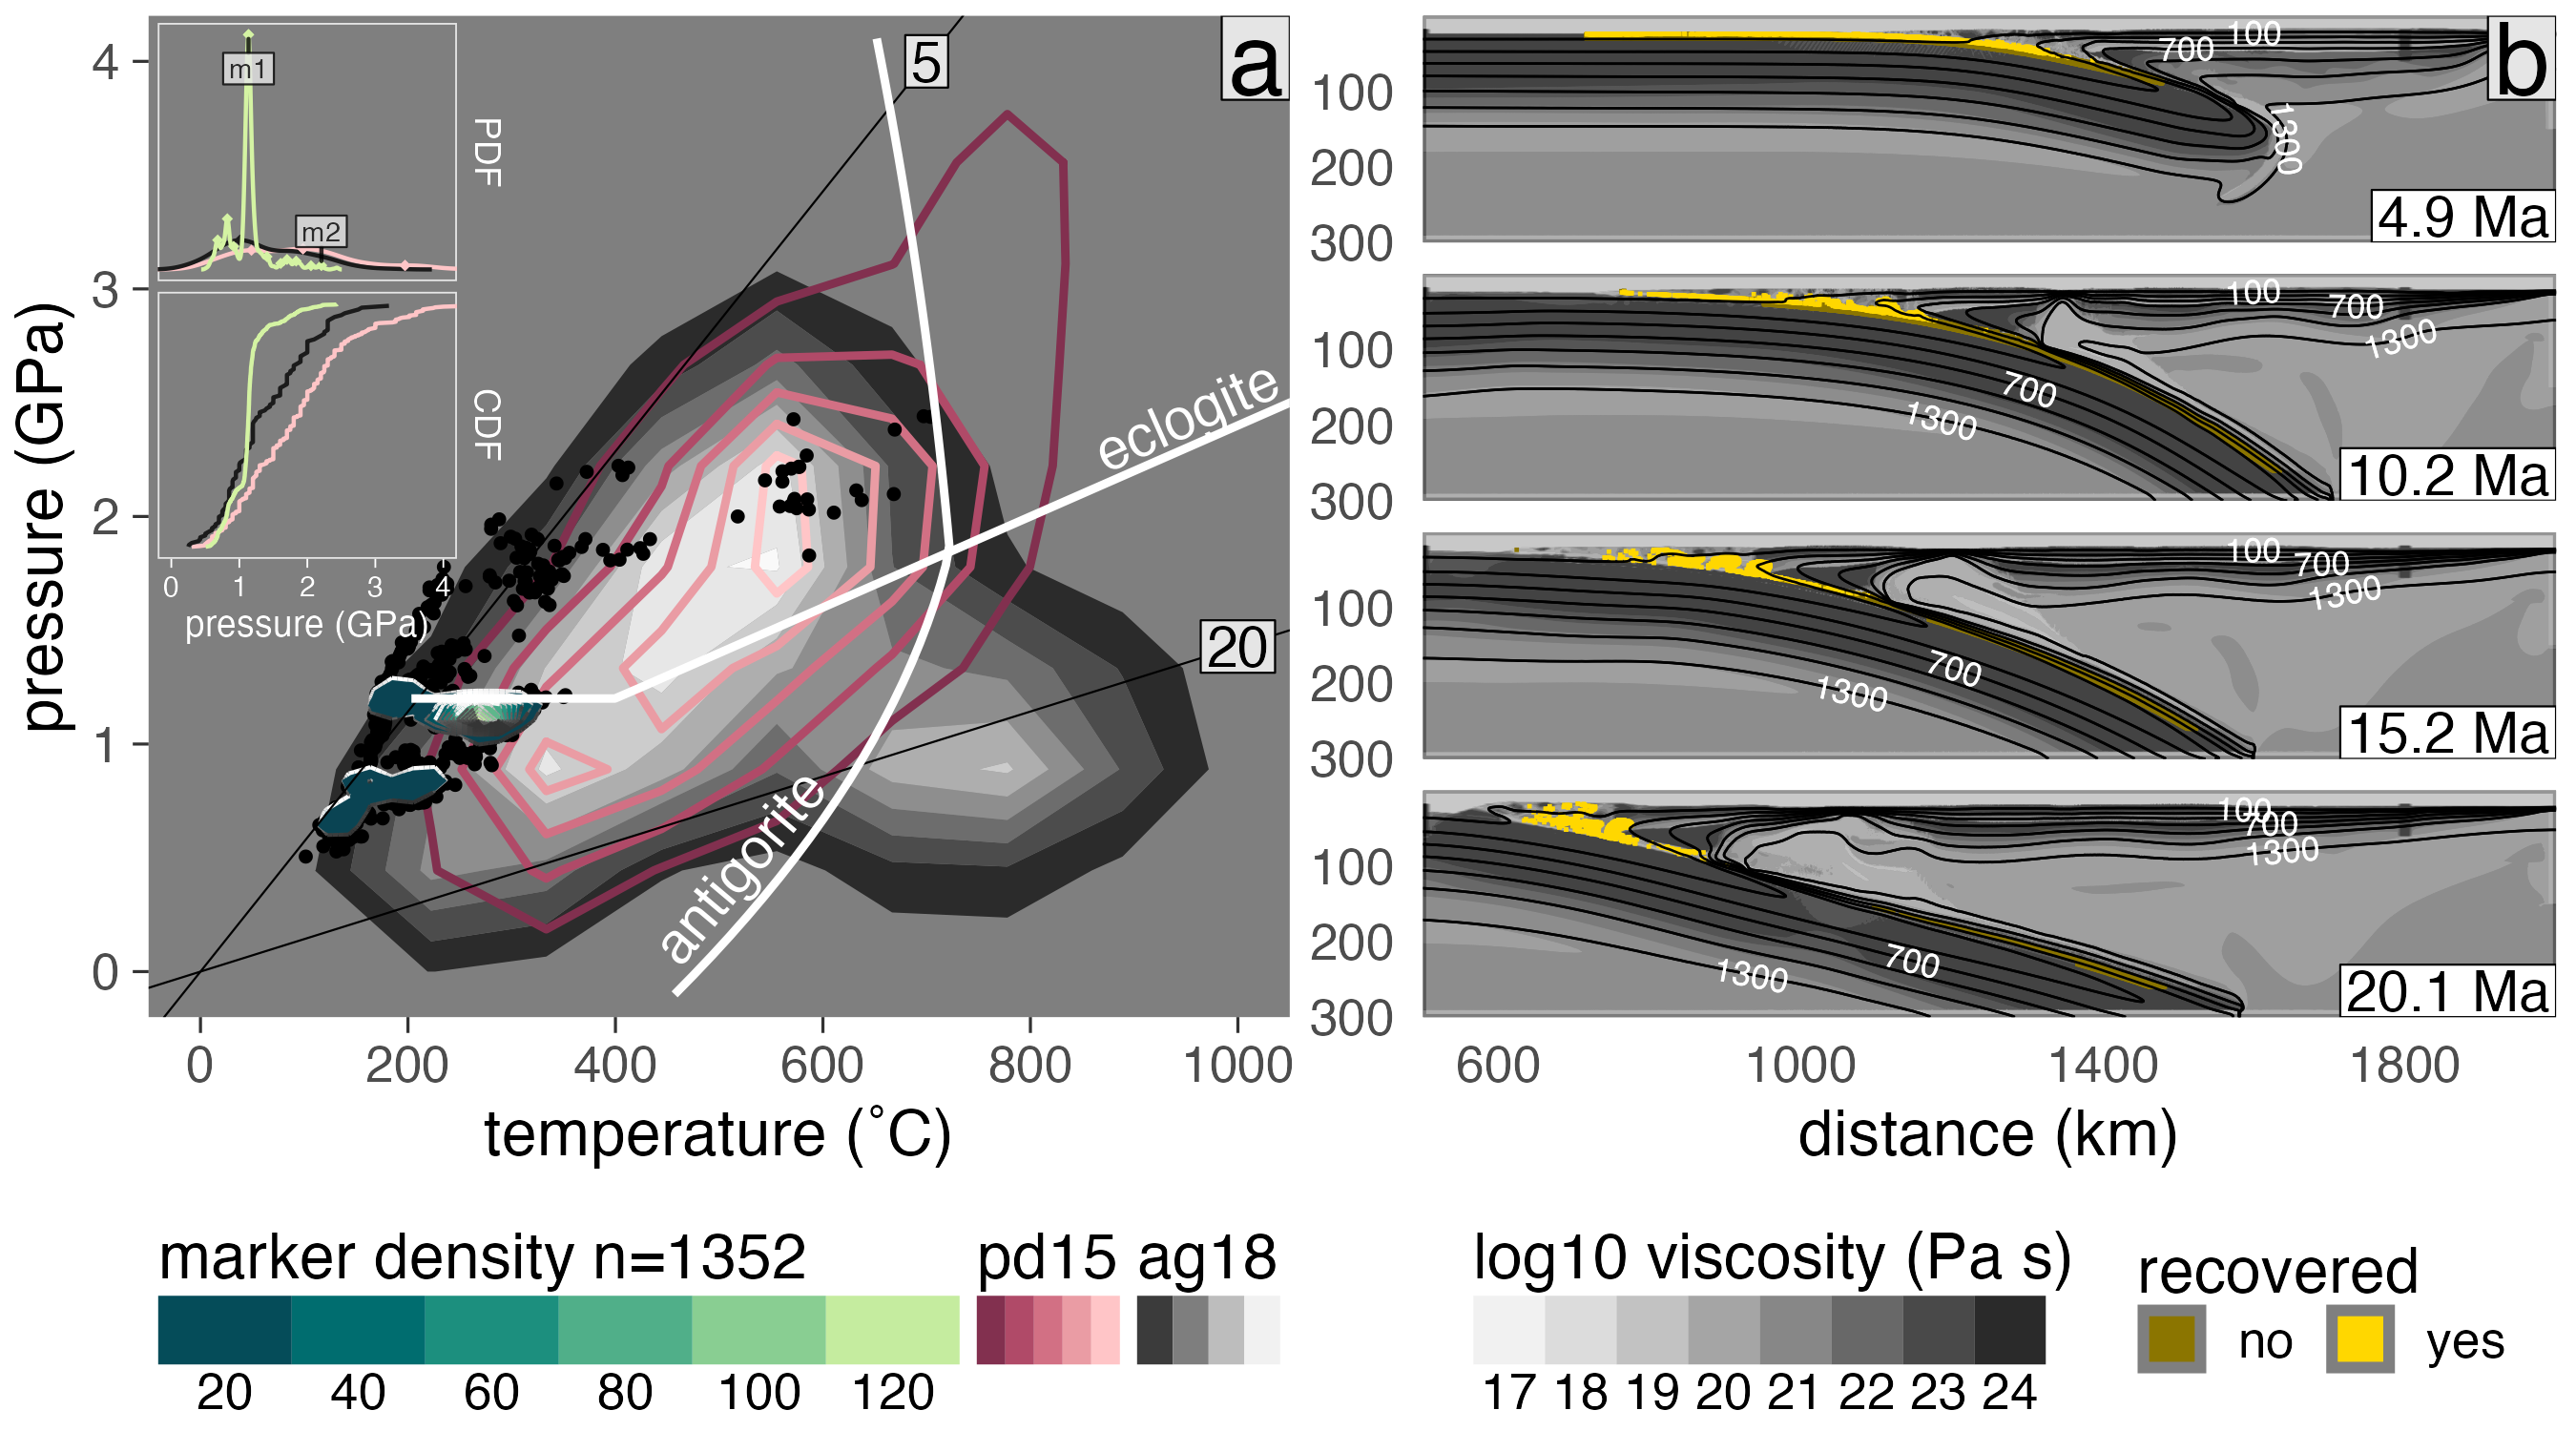 a
5
20
eclogite
antigorite
m1
m2
PDF
CDF
0 1 2 3 4
pressure (GPa)
4
3
2
1
0
pressure (GPa)
0 200 400 600 800 1000
temperature (˚C)
b
100
700
1300
4.9 Ma
100
200
300
100
700
1300
700
1300
10.2 Ma
100
200
300
100
700
1300
700
1300
15.2 Ma
100
200
300
100
700
1300
700
1300
20.1 Ma
100
200
300
600 1000 1400 1800
distance (km)
marker density n=1352
20 40 60 80 100 120
pd15 ag18
log10 viscosity (Pa s)
17 18 19 20 21 22 23 24
recovered
no yes